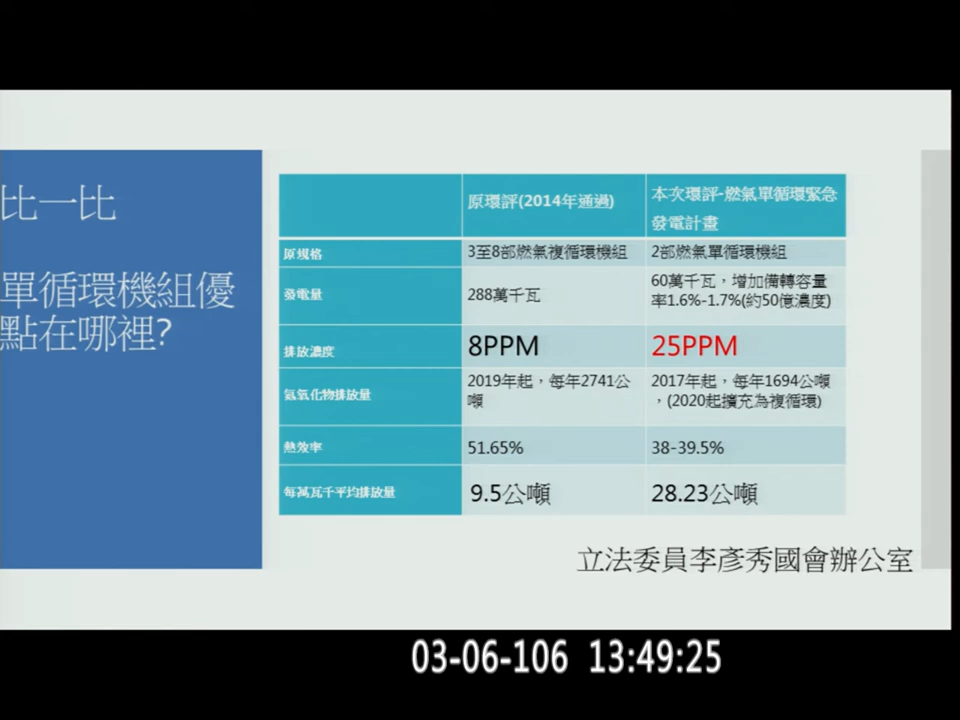 比一比
單循環機組優
點在哪裡?
原環評(2014年通過)
本次環評-燃氣單循環緊急
發電計畫
原規格
3至8部燃氣複循環機組
2部燃氣單循環機組
發電量
288萬千瓦
60萬千瓦，增加備轉容量
率1.6%-1.7%(約50億濃度)
排放濃度
8PPM
25PPM
氮氧化物排放量
2019年起，每年2741公
噸
2017年起，每年1694公噸
，(2020起擴充為複循環)
熱效率
51.65%
38-39.5%
每萬瓦千平均排放量
9.5公噸
28.23公噸
立法委員李彥秀國會辦公室
03-06-106 13:49:25